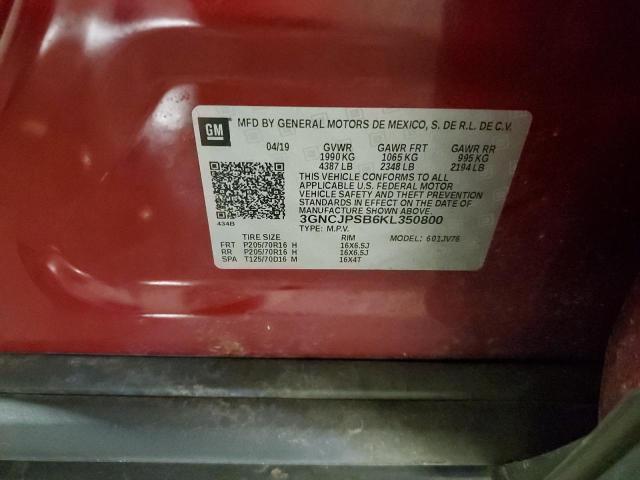 GM
MFD BY GENERAL MOTORS DE MEXICO, S. DE R.L. DE C.V.
04/19 GVWR GAWR FRT GAWR RR
1990 KG 1065 KG 995 KG
4387 LB 2348 LB 2194 LB
THIS VEHICLE CONFORMS TO ALL
APPLICABLE U.S. FEDERAL MOTOR
VEHICLE SAFETY AND THEFT PREVENTION
STANDARDS IN EFFECT ON THE DATE OF
MANUFACTURE SHOWN ABOVE.
3GNCJPSB6KL350800
434B
TYPE: M.P.V.
TIRE SIZE RIM MODEL: 601JV76
FRT P205/70R16 H 16X6.5J
RR P205/70R16 H 16X6.5J
SPA T125/70D16 M 16X4T